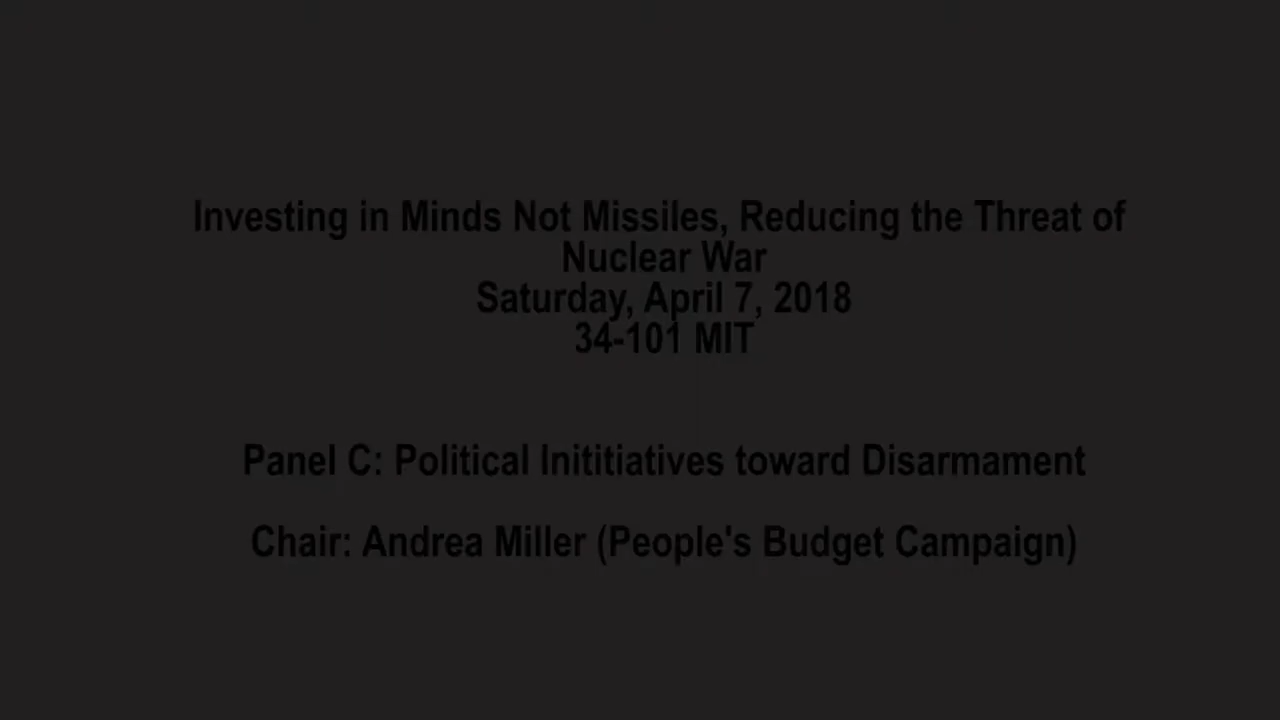 Investing in Minds Not Missiles, Reducing the Threat of
Nuclear War
Saturday, April 7, 2018
34-101 MIT
Panel C: Political Inititiatives toward Disarmament
Chair: Andrea Miller (People's Budget Campaign)